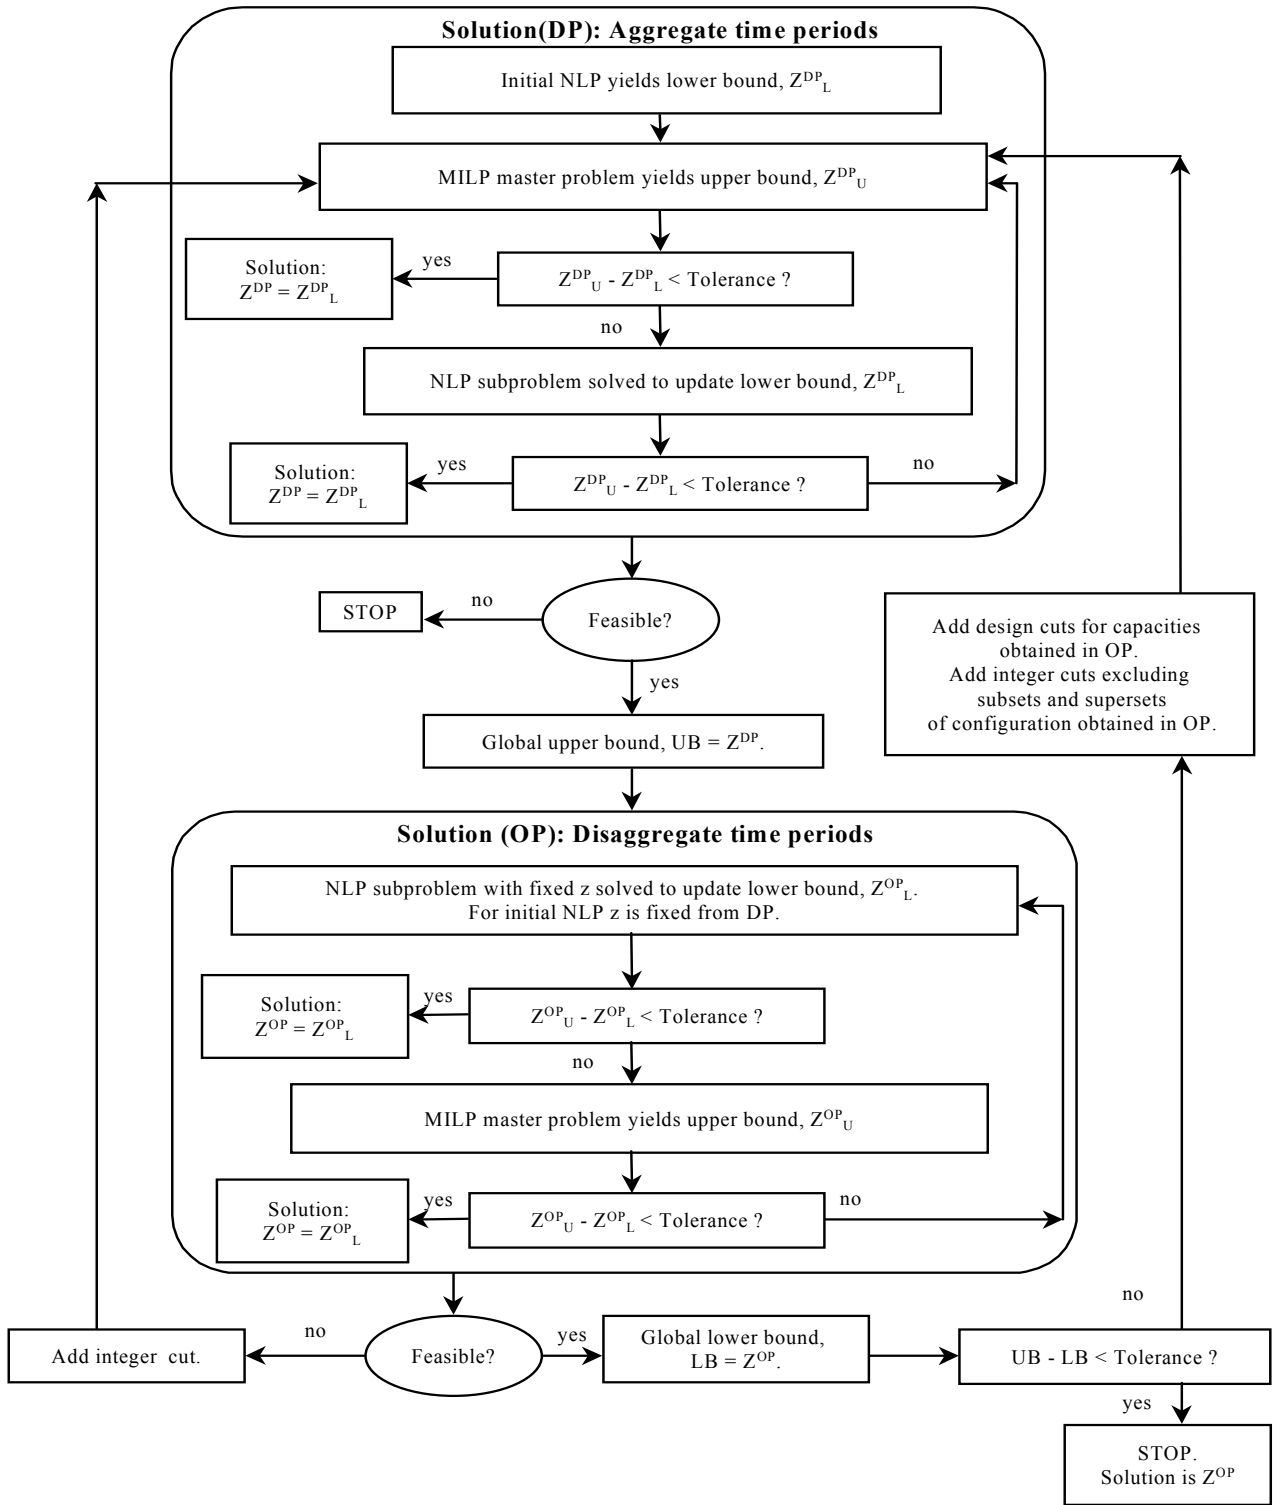 Solution(DP): Aggregate time periods
Initial NLP yields lower bound, Z^DP_L
MILP master problem yields upper bound, Z^DP_U
Solution:
Z^DP = Z^DP_L
yes
Z^DP_U - Z^DP_L < Tolerance ?
no
NLP subproblem solved to update lower bound, Z^DP_L
Solution:
Z^DP = Z^DP_L
yes
Z^DP_U - Z^DP_L < Tolerance ?
no
STOP
no
Feasible?
yes
Add design cuts for capacities
obtained in OP.
Add integer cuts excluding
subsets and supersets
of configuration obtained in OP.
Global upper bound, UB = Z^DP.
Solution (OP): Disaggregate time periods
NLP subproblem with fixed z solved to update lower bound, Z^OP_L.
For initial NLP z is fixed from DP.
Solution:
Z^OP = Z^OP_L
yes
Z^OP_U - Z^OP_L < Tolerance ?
no
MILP master problem yields upper bound, Z^OP_U
Solution:
Z^OP = Z^OP_L
yes
Z^OP_U - Z^OP_L < Tolerance ?
no
no
Add integer cut.
no
Feasible?
yes
Global lower bound,
LB = Z^OP.
UB - LB < Tolerance ?
yes
STOP.
Solution is Z^OP